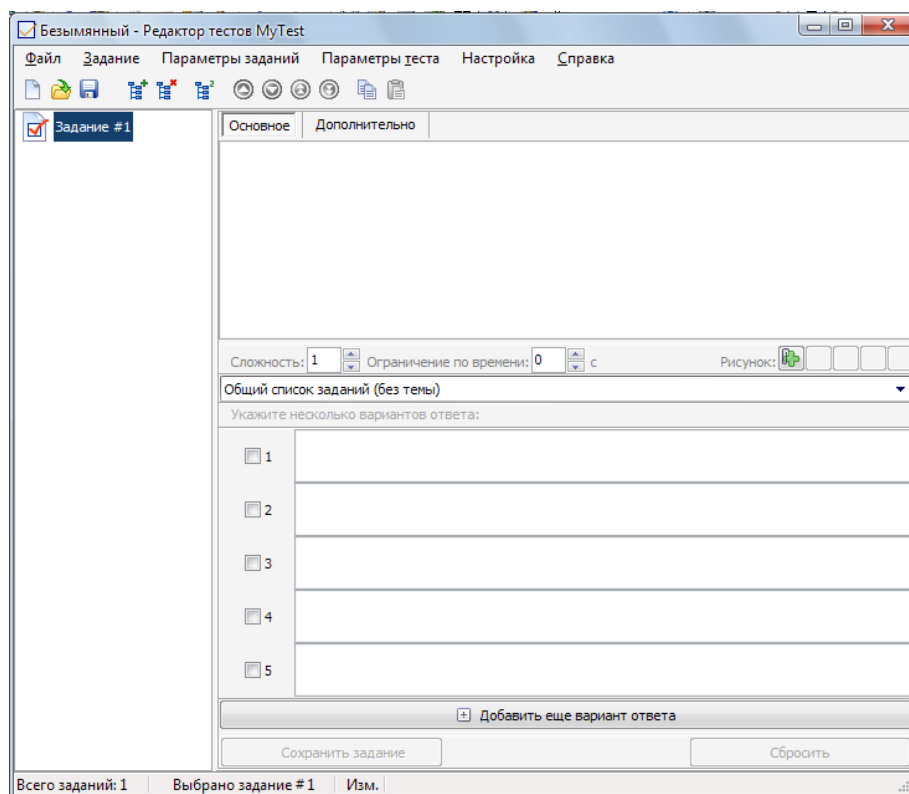 Безымянный - Редактор тестов MyTest
Файл Задание Параметры заданий Параметры теста Настройка Справка
Задание #1
Основное Дополнительно
Сложность: 1 Ограничение по времени: 0 с Рисунок:
Общий список заданий (без темы)
Укажите несколько вариантов ответа:
1
2
3
4
5
Добавить еще вариант ответа
Сохранить задание Сбросить
Всего заданий: 1 Выбрано задание #1 Изм.